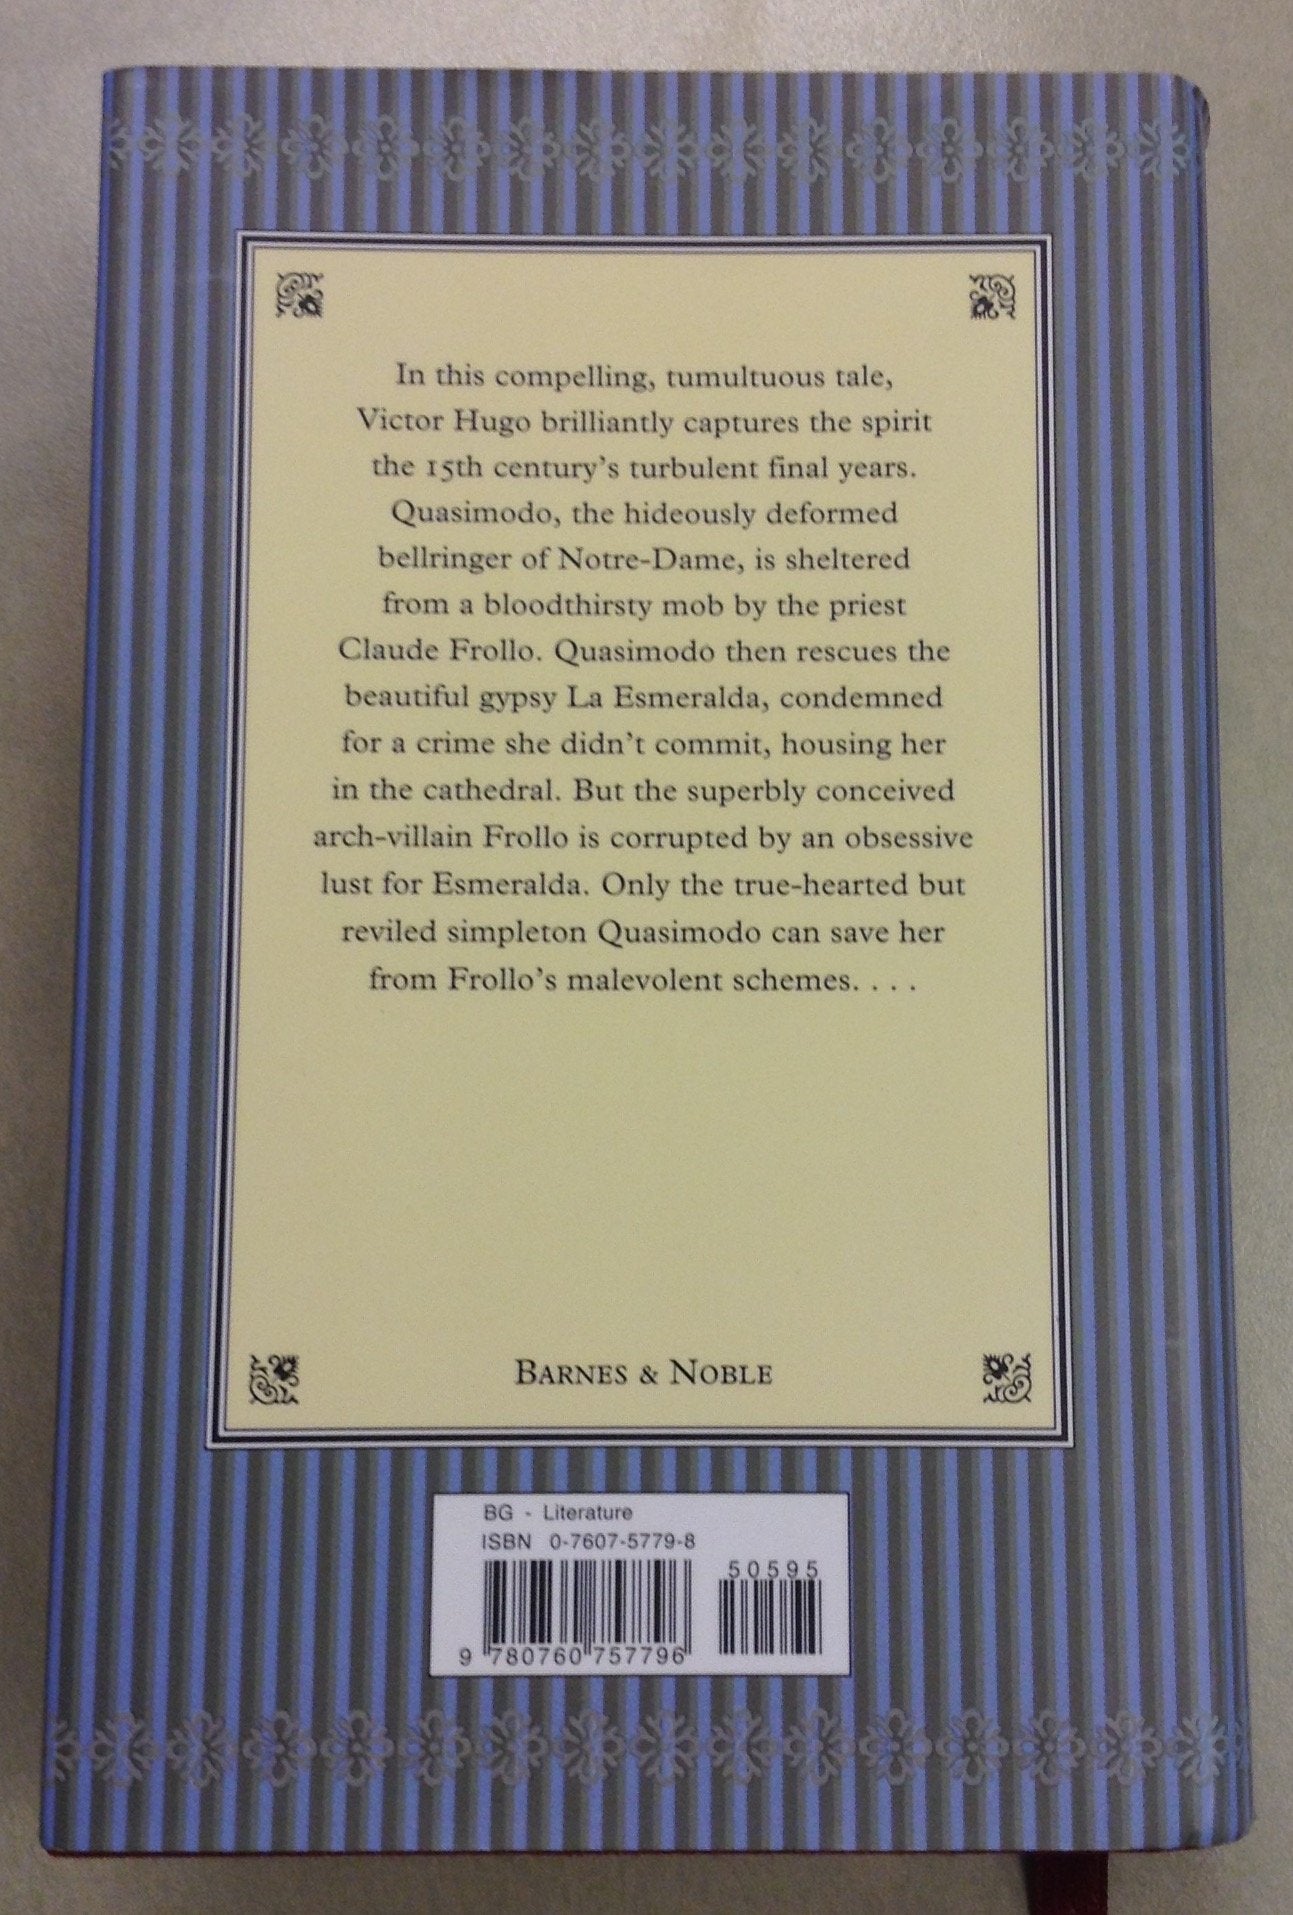 In this compelling, tumultuous tale,
Victor Hugo brilliantly captures the spirit
the 15th century's turbulent final years.
Quasimodo, the hideously deformed
bellringer of Notre-Dame, is sheltered
from a bloodthirsty mob by the priest
Claude Frollo. Quasimodo then rescues the
beautiful gypsy La Esmeralda, condemned
for a crime she didn't commit, housing her
in the cathedral. But the superbly conceived
arch-villain Frollo is corrupted by an obsessive
lust for Esmeralda. Only the true-hearted but
reviled simpleton Quasimodo can save her
from Frollo's malevolent schemes. . . .
BARNES & NOBLE
BG - Literature
ISBN 0-7607-5779-8
50595
9 780760 757796